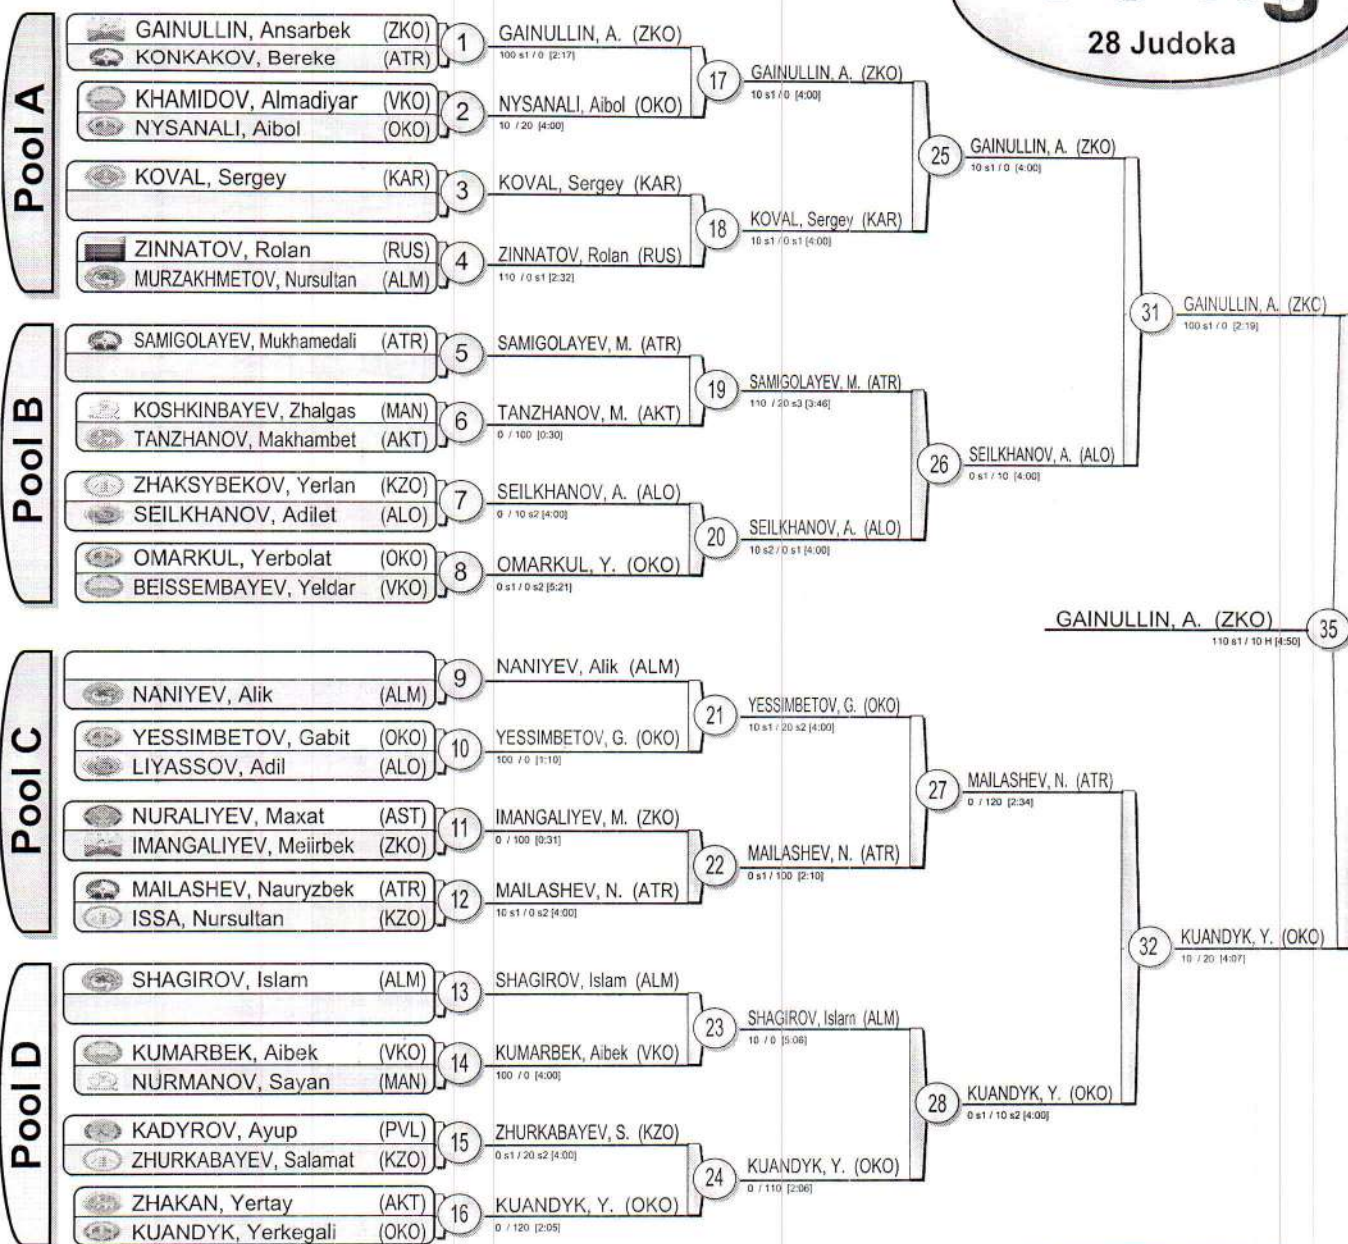 28 Judoka
Pool A
GAINULLIN, Ansarbek (ZKO)
KONKAKOV, Bereke (ATR)
1
KHAMIDOV, Almadiyar (VKO)
NYSANALI, Aibol (OKO)
2
KOVAL, Sergey (KAR)
3
ZINNATOV, Rolan (RUS)
MURZAKHMETOV, Nursultan (ALM)
4
Pool B
SAMIGOLAYEV, Mukhamedali (ATR)
5
KOSHKINBAYEV, Zhalgas (MAN)
TANZHANOV, Makhambet (AKT)
6
ZHAKSYBEKOV, Yerlan (KZO)
SEILKHANOV, Adilet (ALO)
7
OMARKUL, Yerbolat (OKO)
BEISSEMBAYEV, Yeldar (VKO)
8
Pool C
NANIYEV, Alik (ALM)
9
YESSIMBETOV, Gabit (OKO)
LIYASSOV, Adil (ALO)
10
NURALIYEV, Maxat (AST)
IMANGALIYEV, Meiirbek (ZKO)
11
MAILASHEV, Nauryzbek (ATR)
ISSA, Nursultan (KZO)
12
Pool D
SHAGIROV, Islam (ALM)
13
KUMARBEK, Aibek (VKO)
NURMANOV, Sayan (MAN)
14
KADYROV, Ayup (PVL)
ZHURKABAYEV, Salamat (KZO)
15
ZHAKAN, Yertay (AKT)
KUANDYK, Yerkegali (OKO)
16
GAINULLIN, A. (ZKO)
100 s1 / 0 [2:17]
NYSANALI, Aibol (OKO)
10 / 20 [4:00]
17
KOVAL, Sergey (KAR)
ZINNATOV, Rolan (RUS)
110 / 0 s1 [2:32]
18
SAMIGOLAYEV, M. (ATR)
TANZHANOV, M. (AKT)
0 / 100 [0:30]
19
SEILKHANOV, A. (ALO)
0 / 10 s2 [4:00]
OMARKUL, Y. (OKO)
0 s1 / 0 s2 [5:21]
20
NANIYEV, Alik (ALM)
YESSIMBETOV, G. (OKO)
100 / 0 [1:10]
21
IMANGALIYEV, M. (ZKO)
0 / 100 [0:31]
MAILASHEV, N. (ATR)
10 s1 / 0 s2 [4:00]
22
SHAGIROV, Islam (ALM)
KUMARBEK, Aibek (VKO)
100 / 0 [4:00]
23
ZHURKABAYEV, S. (KZO)
0 s1 / 20 s2 [4:00]
KUANDYK, Y. (OKO)
0 / 120 [2:05]
24
GAINULLIN, A. (ZKO)
10 s1 / 0 [4:00]
KOVAL, Sergey (KAR)
10 s1 / 0 s1 [4:00]
25
SAMIGOLAYEV, M. (ATR)
110 / 20 s3 [3:46]
SEILKHANOV, A. (ALO)
10 s2 / 0 s1 [4:00]
26
YESSIMBETOV, G. (OKO)
10 s1 / 20 s2 [4:00]
MAILASHEV, N. (ATR)
0 s1 / 100 [2:10]
27
SHAGIROV, Islam (ALM)
10 / 0 [5:06]
KUANDYK, Y. (OKO)
0 / 110 [2:06]
28
GAINULLIN, A. (ZKO)
10 s1 / 0 [4:00]
SEILKHANOV, A. (ALO)
0 s1 / 10 [4:00]
31
MAILASHEV, N. (ATR)
0 / 120 [2:34]
KUANDYK, Y. (OKO)
0 s1 / 10 s2 [4:00]
32
GAINULLIN, A. (ZKO)
100 s1 / 0 [2:19]
KUANDYK, Y. (OKO)
10 / 20 [4:07]
GAINULLIN, A. (ZKO)
110 s1 / 10 H [4:50]
35